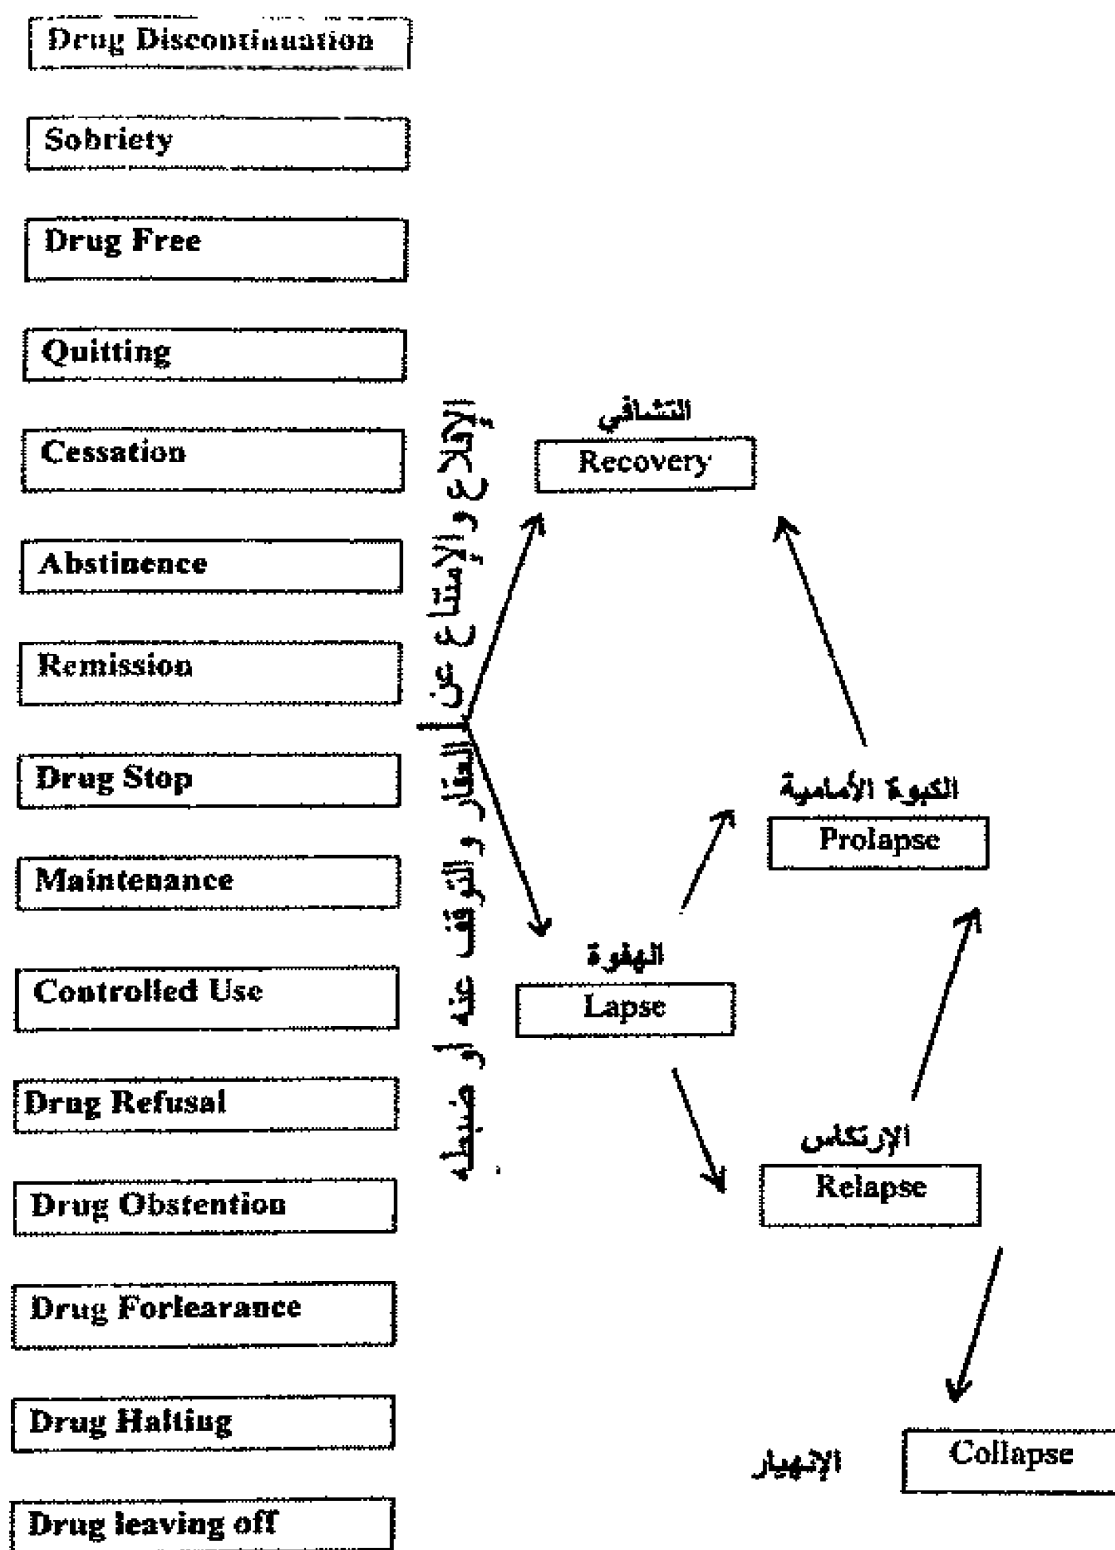 Drug Discontinuation
Sobriety
Drug Free
Quitting
Cessation
Abstinence
Remission
Drug Stop
Maintenance
Controlled Use
Drug Refusal
Drug Obstention
Drug Forlearance
Drug Halting
Drug leaving off
الإقلاع والإمتناع عن العقار والتوقف عنه أو ضبطه
التشافي
Recovery
الكبوة الأمامية
Prolapse
الهفوة
Lapse
الإرتكاس
Relapse
الإنهيار
Collapse